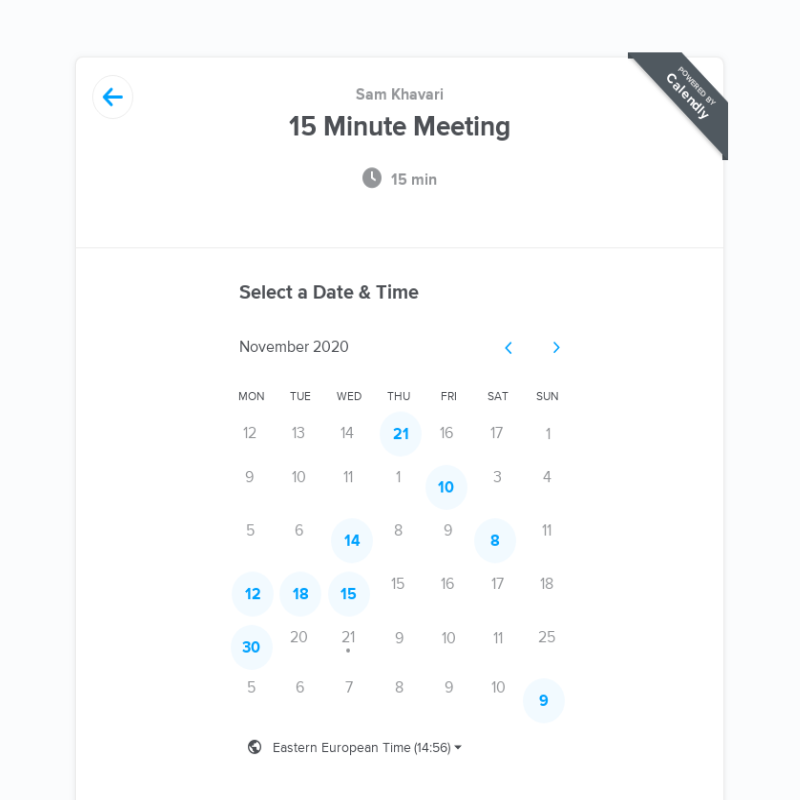 POWERED BY
Calendly
Sam Khavari
15 Minute Meeting
15 min
Select a Date & Time
November 2020
MON TUE WED THU FRI SAT SUN
12 13 14 21 16 17 1
9 10 11 1 10 3 4
5 6 14 8 9 8 11
12 18 15 15 16 17 18
30 20 21 9 10 11 25
5 6 7 8 9 10 9
Eastern European Time (14:56)